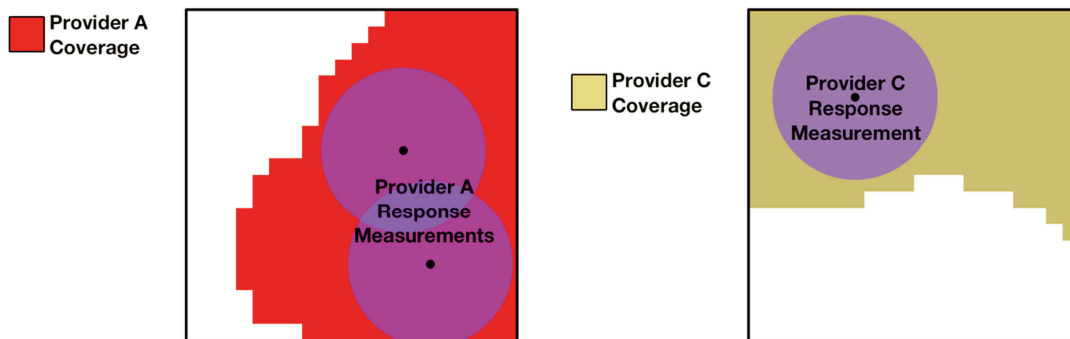 Provider A
Coverage
Provider A
Response
Measurements
Provider C
Coverage
Provider C
Response
Measurement